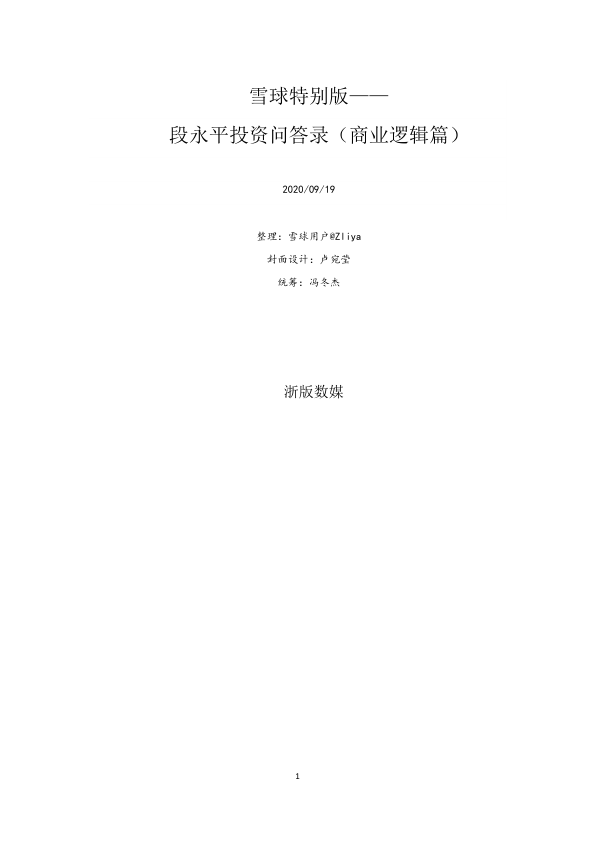 雪球特别版——
段永平投资问答录（商业逻辑篇）
2020/09/19
整理：雪球用户@Zliya
封面设计：卢宛莹
统筹：冯冬杰
浙版数媒
1